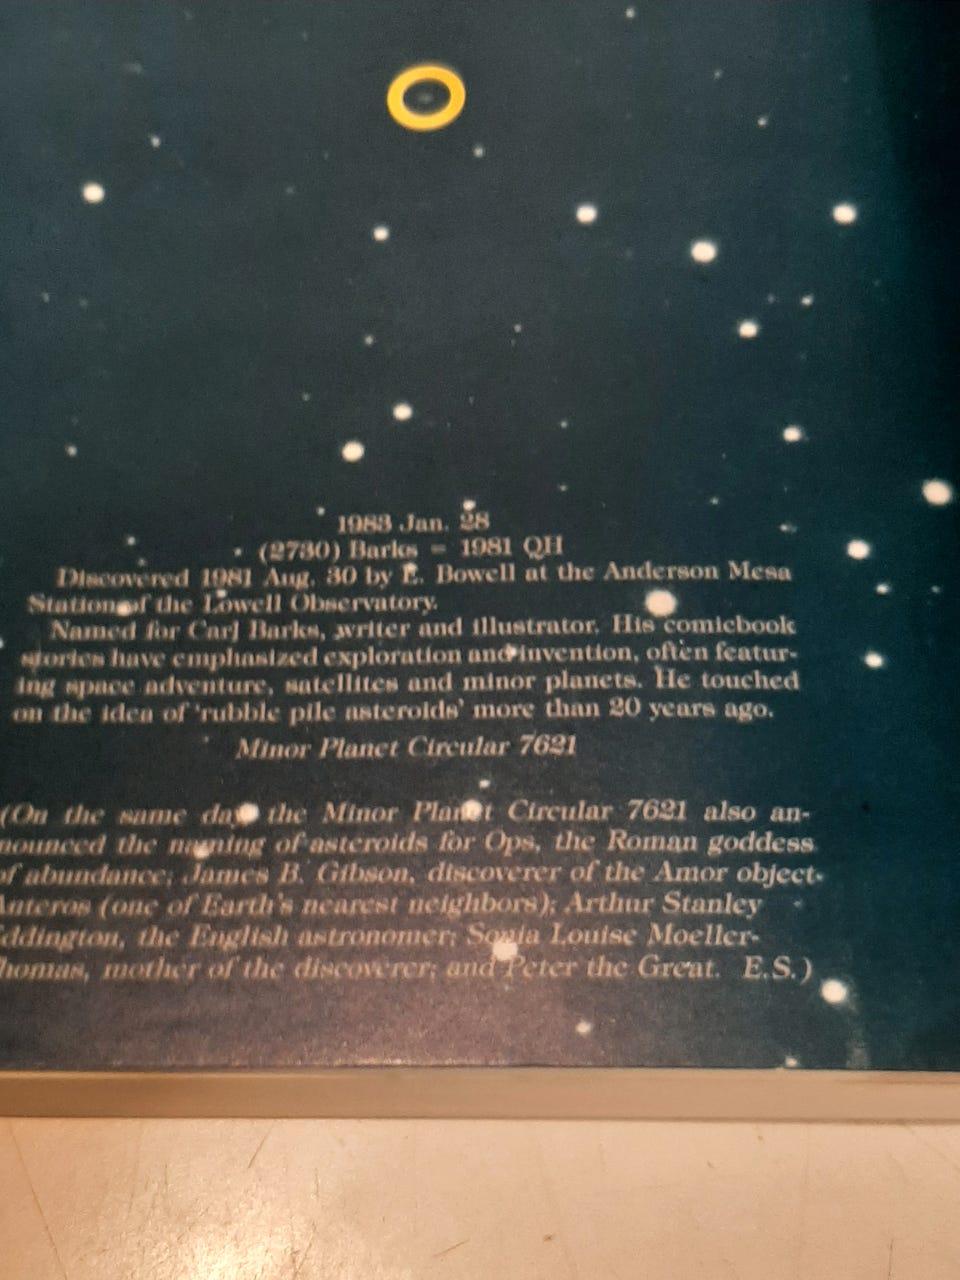 1983 Jan. 28
(2730) Barks = 1981 QH
Discovered 1981 Aug. 30 by E. Bowell at the Anderson Mesa
Station of the Lowell Observatory.
Named for Carl Barks, writer and illustrator. His comicbook
stories have emphasized exploration and invention, often featur-
ing space adventure, satellites and minor planets. He touched
on the idea of 'rubble pile asteroids' more than 20 years ago.
Minor Planet Circular 7621
(On the same day the Minor Planet Circular 7621 also an-
nounced the naming of asteroids for Ops, the Roman goddess
of abundance; James B. Gibson, discoverer of the Amor object
Anteros (one of Earth's nearest neighbors); Arthur Stanley
Eddington, the English astronomer; Sonia Louise Moeller-
homas, mother of the discoverer; and Peter the Great. E.S.)